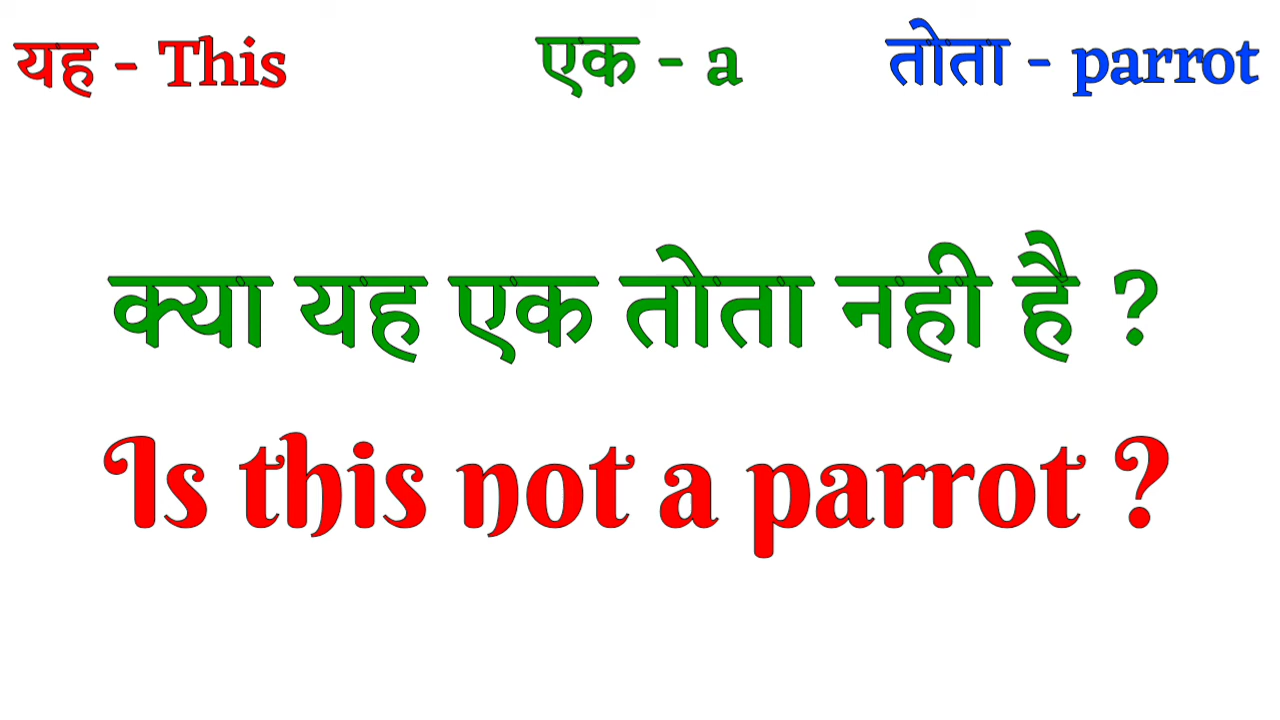 यह - This एक - a तोता - parrot
क्या यह एक तोता नही है ?
Is this not a parrot ?